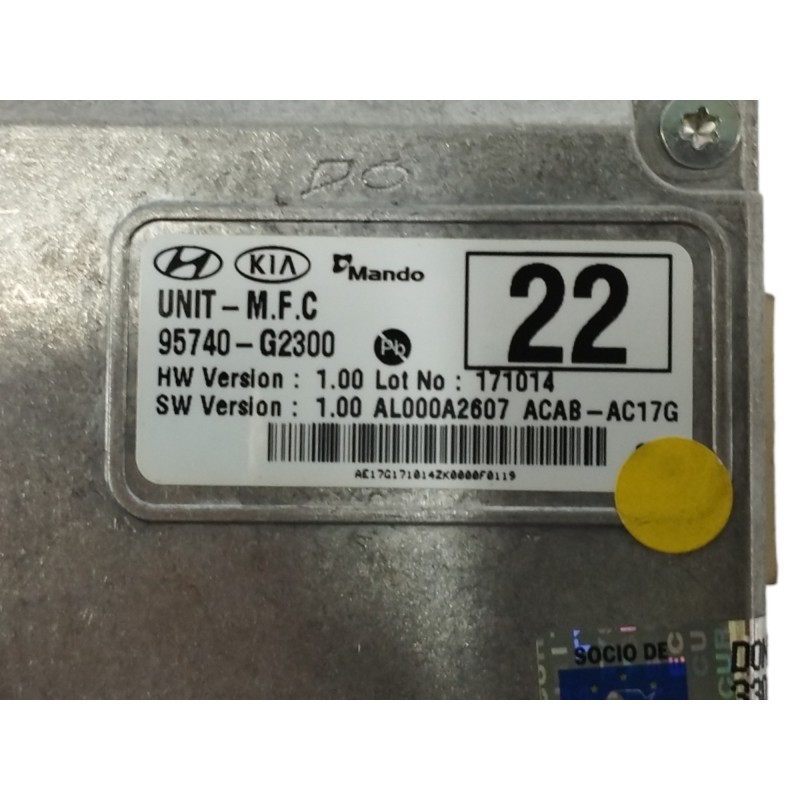 DO
HYUNDAI KIA Mando
22
UNIT - M.F.C
95740 - G2300 Pb
HW Version : 1.00 Lot No : 171014
SW Version : 1.00 AL000A2607 ACAB - AC17G
AE17G171014ZK0000F0119
SOCIO DE